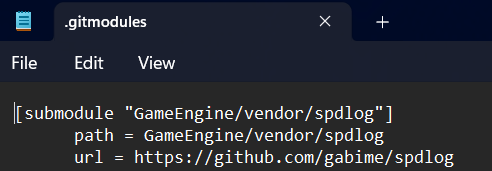 .gitmodules
File Edit View
[submodule "GameEngine/vendor/spdlog"]
path = GameEngine/vendor/spdlog
url = https://github.com/gabime/spdlog